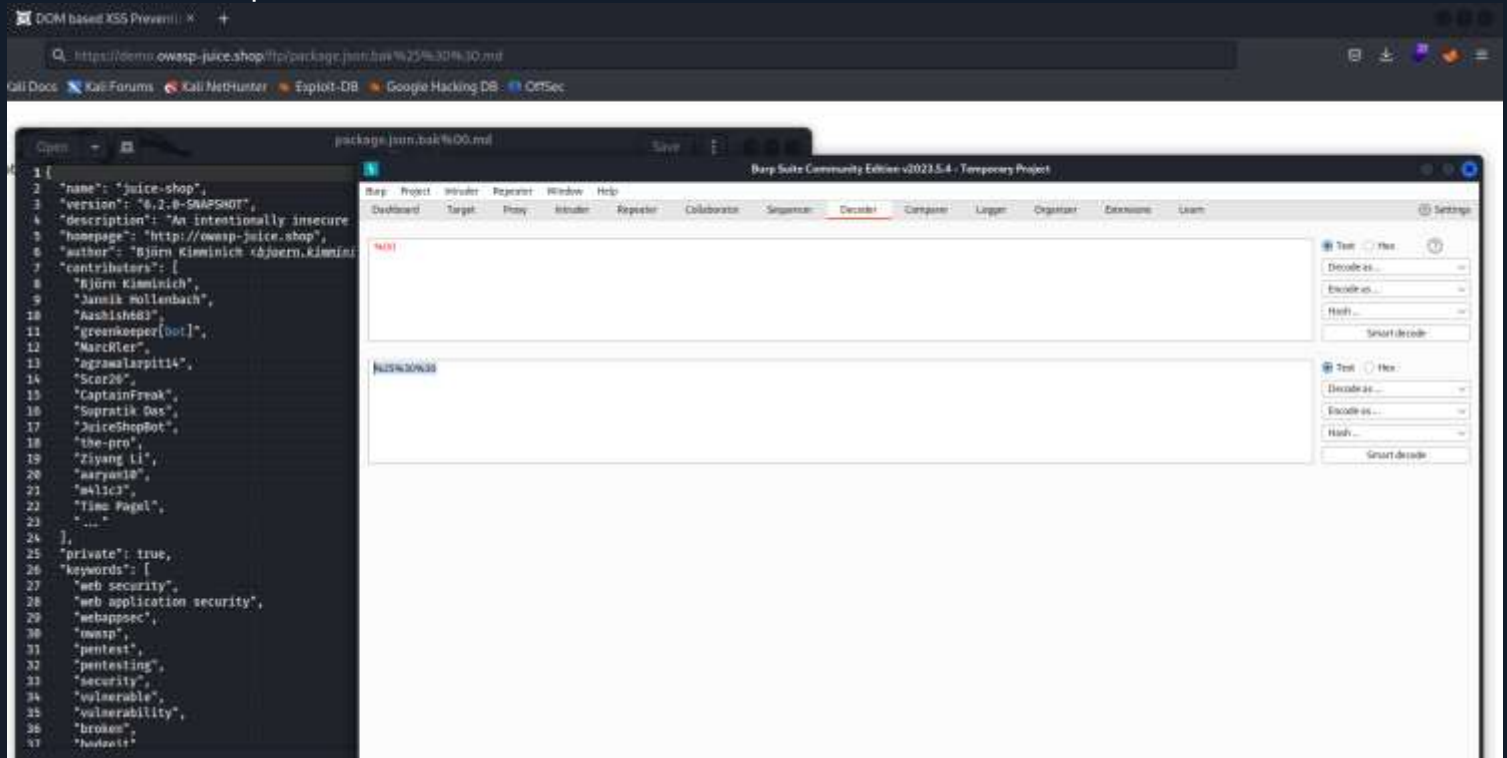 DOM based XSS Preventi
https://demo.owasp-juice.shop/ftp/package.json.bak%25%30%30.md
Kali Docs Kali Forums Kali NetHunter Exploit-DB Google Hacking DB OffSec
Open package.json.bak%00.md Save
Burp Suite Community Edition v2023.5.4 - Temporary Project
Burp Project Intruder Repeater Window Help
Dashboard Target Proxy Intruder Repeater Collaborator Sequencer Decoder Comparer Logger Organizer Extensions Learn Settings
%00
Text Hex
Decode as ...
Encode as ...
Hash ...
Smart decode
%25%30%30
Text Hex
Decode as ...
Encode as ...
Hash ...
Smart decode
1 {
2 "name": "juice-shop",
3 "version": "6.2.0-SNAPSHOT",
4 "description": "An intentionally insecure
5 "homepage": "http://owasp-juice.shop",
6 "author": "Björn Kimminich <bjoern.kimmini
7 "contributors": [
8 "Björn Kimminich",
9 "Jannik Hollenbach",
10 "Aashish683",
11 "greenkeeper[bot]",
12 "MarcRler",
13 "agrawalarpit14",
14 "Scar26",
15 "CaptainFreak",
16 "Supratik Das",
17 "JuiceShopBot",
18 "the-pro",
19 "Ziyang Li",
20 "aaryan10",
21 "m4l1c3",
22 "Timo Pagel",
23 "..."
24 ],
25 "private": true,
26 "keywords": [
27 "web security",
28 "web application security",
29 "webappsec",
30 "owasp",
31 "pentest",
32 "pentesting",
33 "security",
34 "vulnerable",
35 "vulnerability",
36 "broken",
37 "bodgeit"